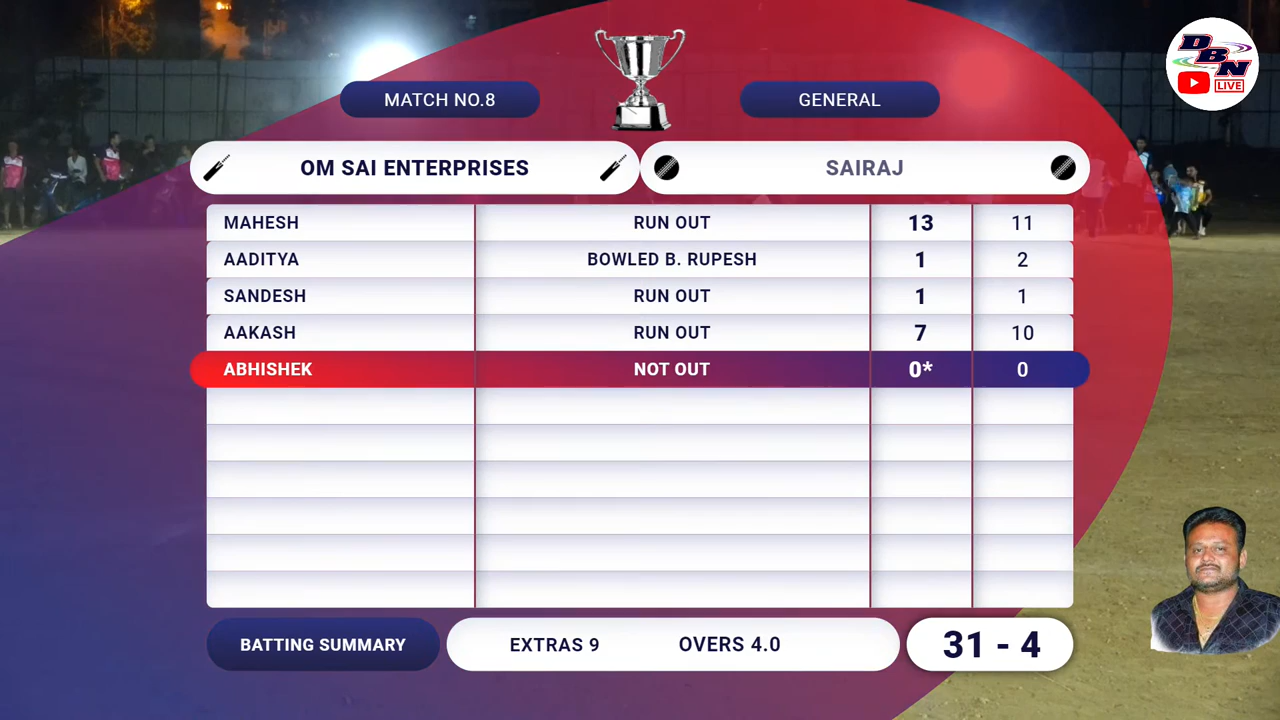 DBN
LIVE
MATCH NO.8
GENERAL
OM SAI ENTERPRISES
SAIRAJ
MAHESH RUN OUT 13 11
AADITYA BOWLED B. RUPESH 1 2
SANDESH RUN OUT 1 1
AAKASH RUN OUT 7 10
ABHISHEK NOT OUT 0* 0
BATTING SUMMARY EXTRAS 9 OVERS 4.0 31 - 4